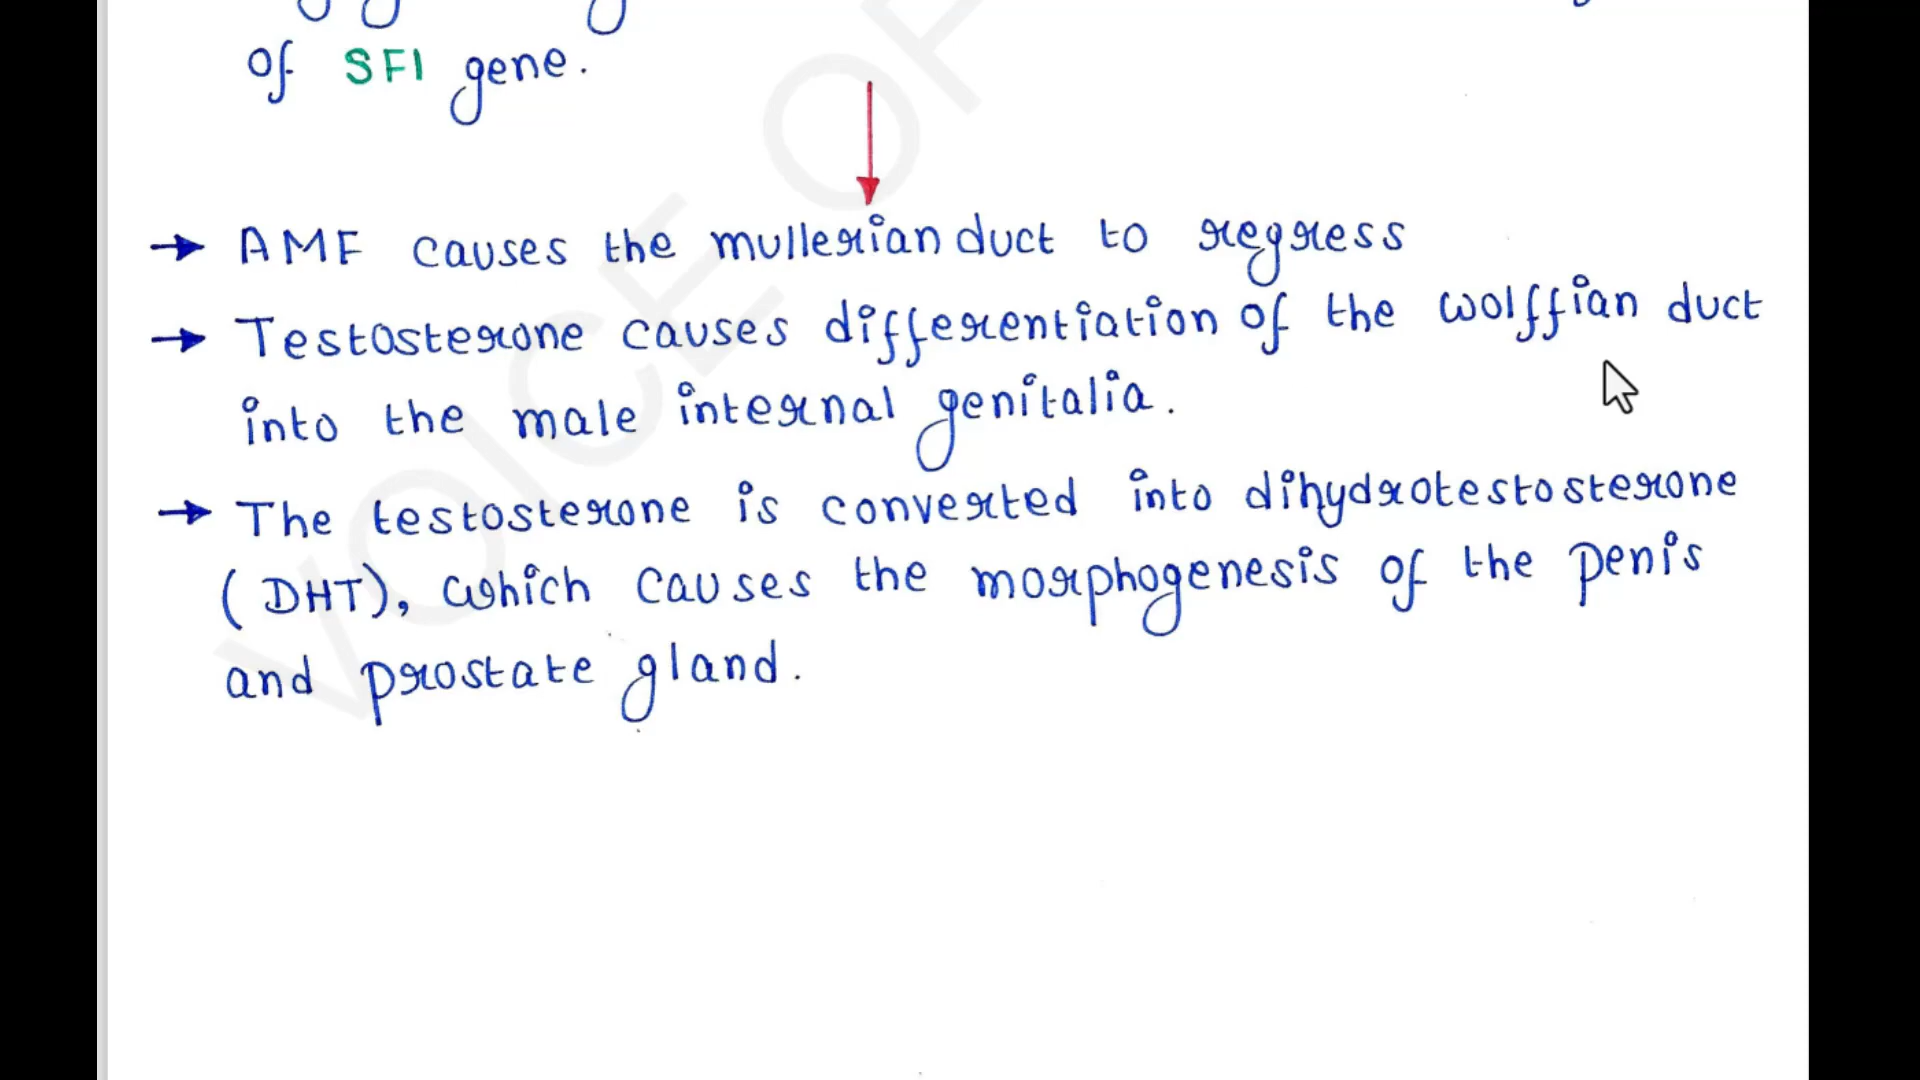 of SF1 gene.
→ AMF causes the mullerian duct to regress
→ Testosterone causes differentiation of the wolffian duct
into the male internal genitalia.
→ The testosterone is converted into dihydrotestosterone
(DHT), which causes the morphogenesis of the penis
and prostate gland.
VOICE OF